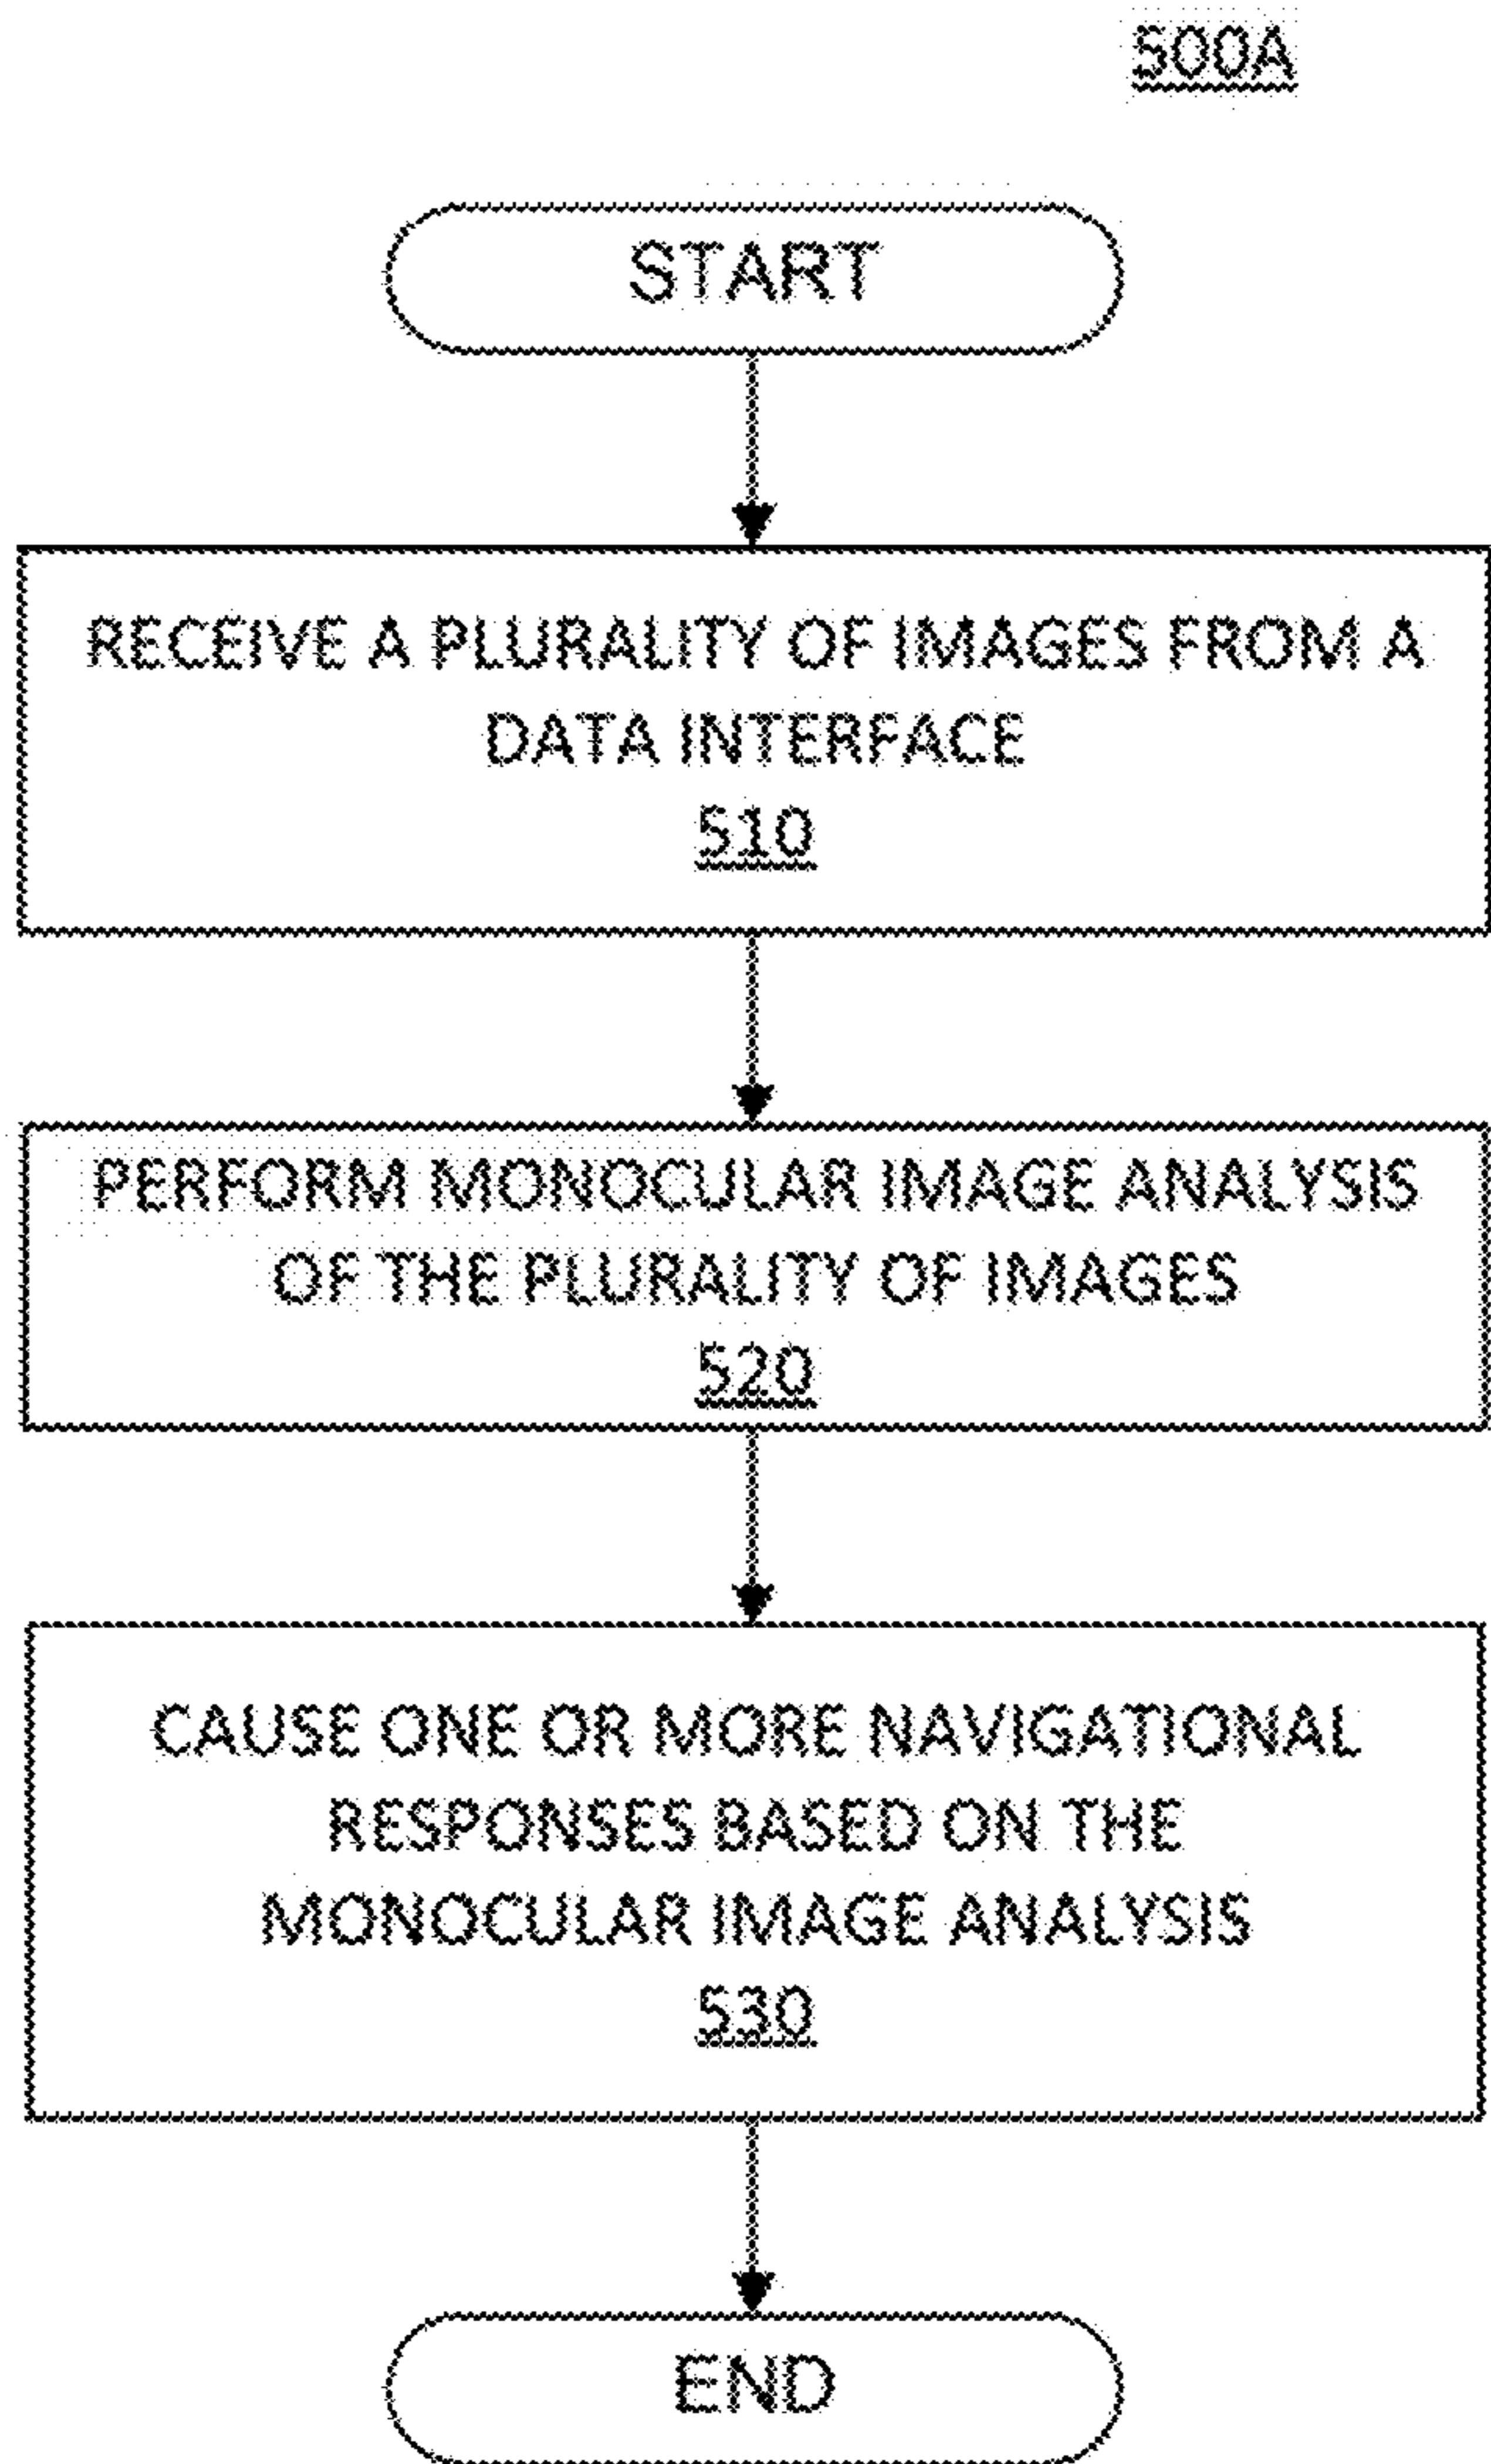 500A
START
RECEIVE A PLURALITY OF IMAGES FROM A
DATA INTERFACE
510
PERFORM MONOCULAR IMAGE ANALYSIS
OF THE PLURALITY OF IMAGES
520
CAUSE ONE OR MORE NAVIGATIONAL
RESPONSES BASED ON THE
MONOCULAR IMAGE ANALYSIS
530
END